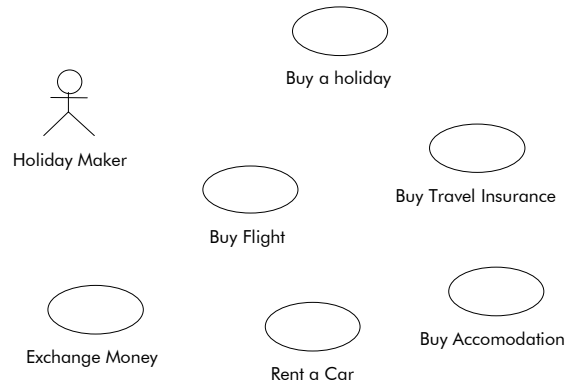 Buy a holiday
Holiday Maker
Buy Travel Insurance
Buy Flight
Buy Accomodation
Exchange Money
Rent a Car